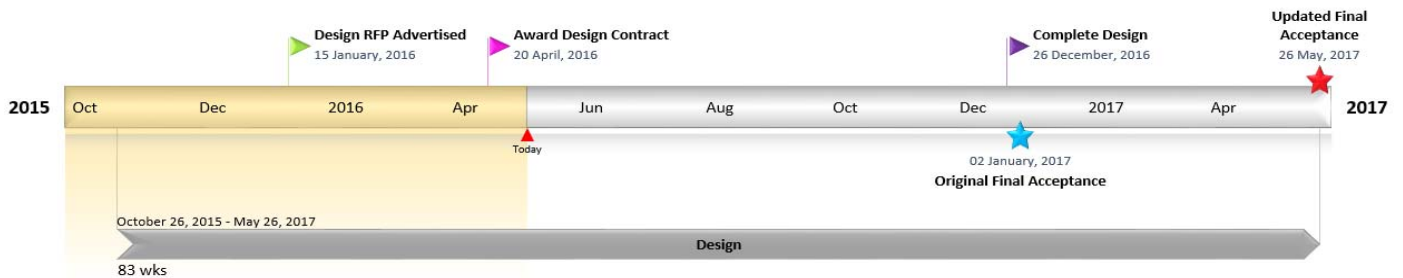 Design RFP Advertised
15 January, 2016
Award Design Contract
20 April, 2016
Complete Design
26 December, 2016
Updated Final
Acceptance
26 May, 2017
2015 Oct Dec 2016 Apr Jun Aug Oct Dec 2017 Apr 2017
Today
02 January, 2017
Original Final Acceptance
October 26, 2015 - May 26, 2017
Design
83 wks